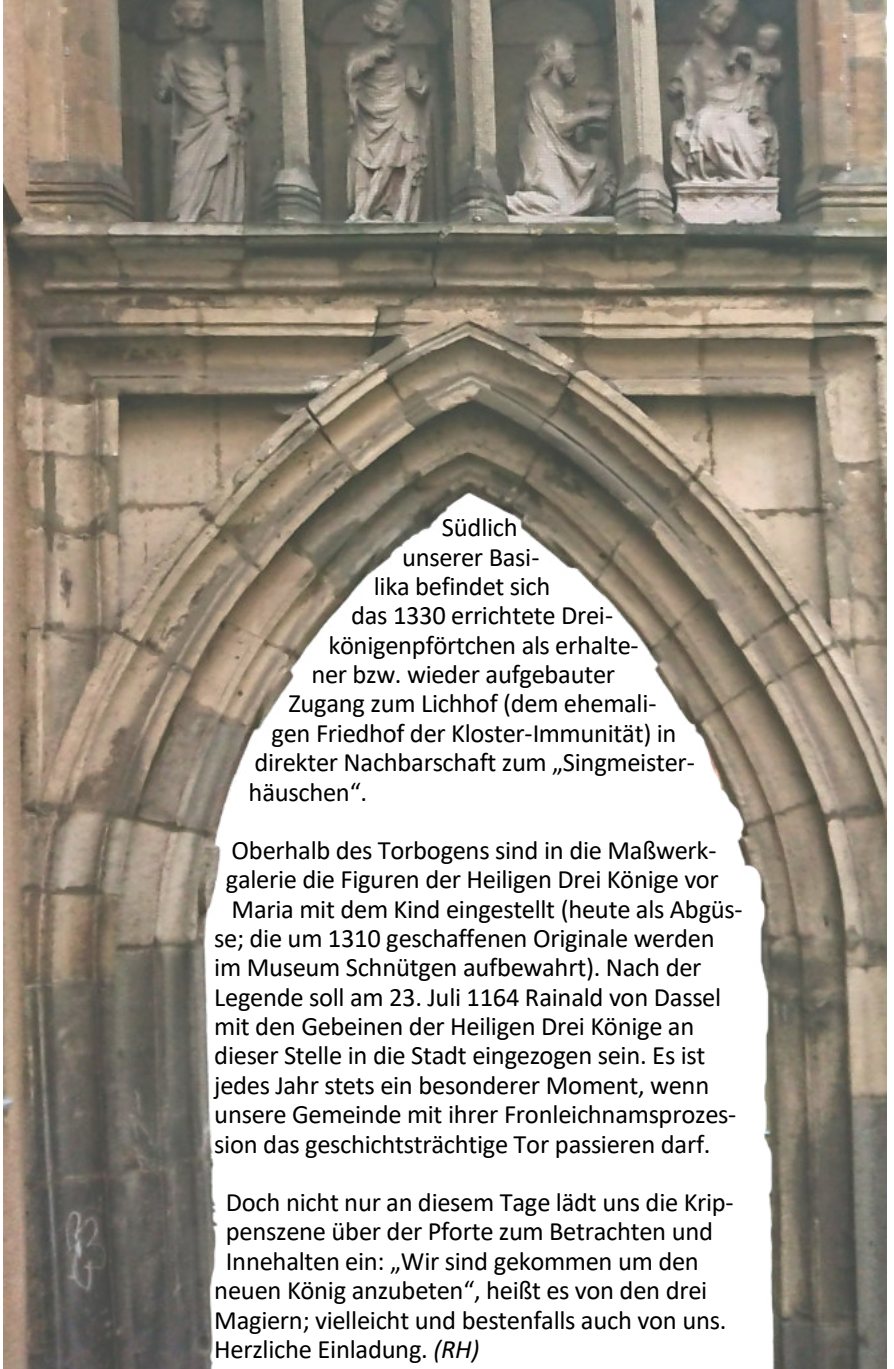 Südlich
unserer Basi-
lika befindet sich
das 1330 errichtete Drei-
königenpförtchen als erhalte-
ner bzw. wieder aufgebauter
Zugang zum Lichhof (dem ehemali-
gen Friedhof der Kloster-Immunität) in
direkter Nachbarschaft zum „Singmeister-
häuschen“.
Oberhalb des Torbogens sind in die Maßwerk-
galerie die Figuren der Heiligen Drei Könige vor
Maria mit dem Kind eingestellt (heute als Abgüs-
se; die um 1310 geschaffenen Originale werden
im Museum Schnütgen aufbewahrt). Nach der
Legende soll am 23. Juli 1164 Rainald von Dassel
mit den Gebeinen der Heiligen Drei Könige an
dieser Stelle in die Stadt eingezogen sein. Es ist
jedes Jahr stets ein besonderer Moment, wenn
unsere Gemeinde mit ihrer Fronleichnamsprozes-
sion das geschichtsträchtige Tor passieren darf.
Doch nicht nur an diesem Tage lädt uns die Krip-
penszene über der Pforte zum Betrachten und
Innehalten ein: „Wir sind gekommen um den
neuen König anzubeten“, heißt es von den drei
Magiern; vielleicht und bestenfalls auch von uns.
Herzliche Einladung. (RH)